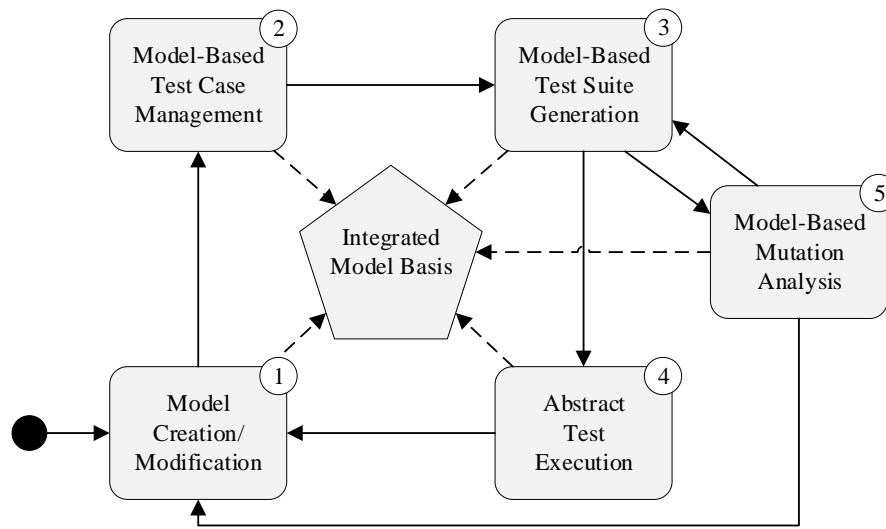 2
Model-Based
Test Case
Management
3
Model-Based
Test Suite
Generation
5
Model-Based
Mutation
Analysis
Integrated
Model Basis
1
Model
Creation/
Modification
4
Abstract
Test
Execution